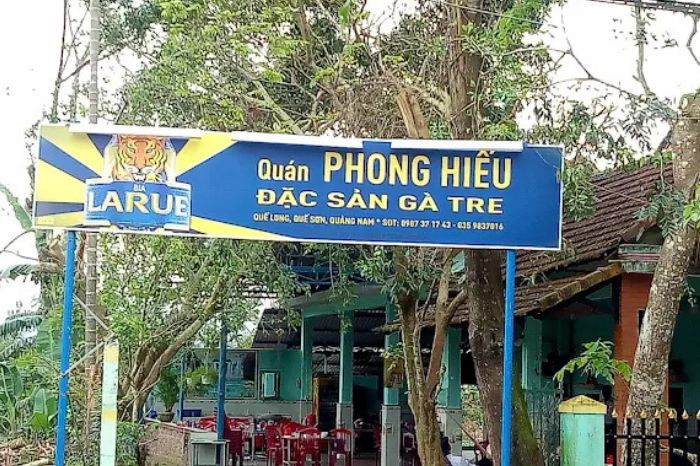 BIA
LARUE
Quán PHONG HIẾU
ĐẶC SẢN GÀ TRE
QUẾ LONG, QUẾ SƠN, QUẢNG NAM * SĐT: 0987 37 17 43 - 035 9837016